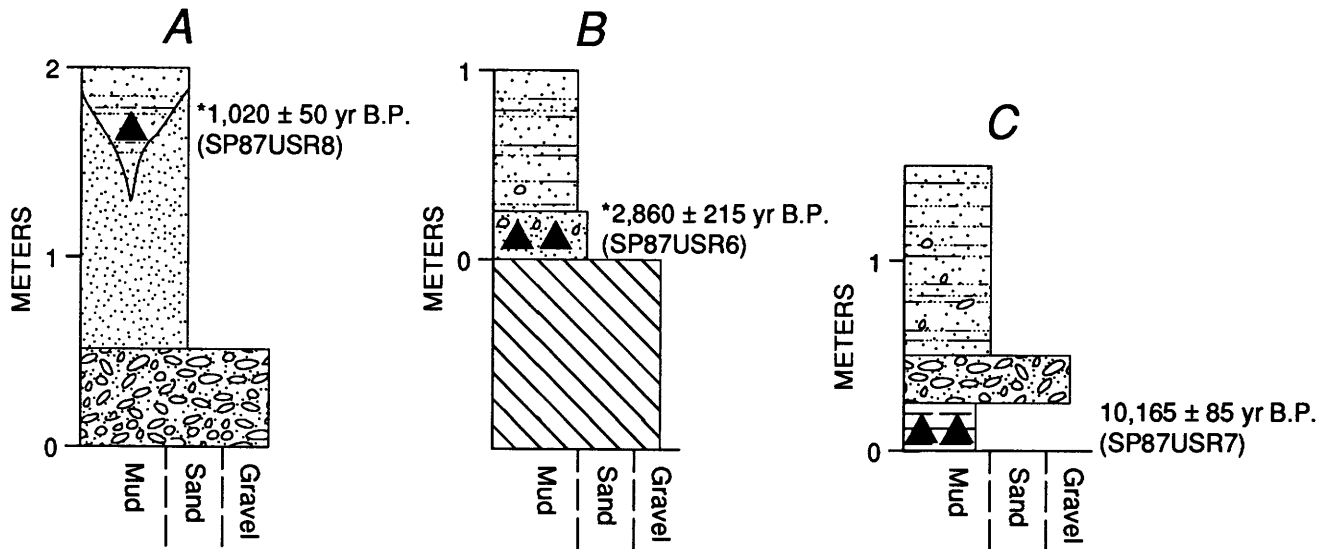 A
2
*1,020 ± 50 yr B.P.
(SP87USR8)
METERS
1
0
Mud
Sand
Gravel
B
1
*2,860 ± 215 yr B.P.
(SP87USR6)
METERS
0
Mud
Sand
Gravel
C
1
METERS
10,165 ± 85 yr B.P.
(SP87USR7)
0
Mud
Sand
Gravel